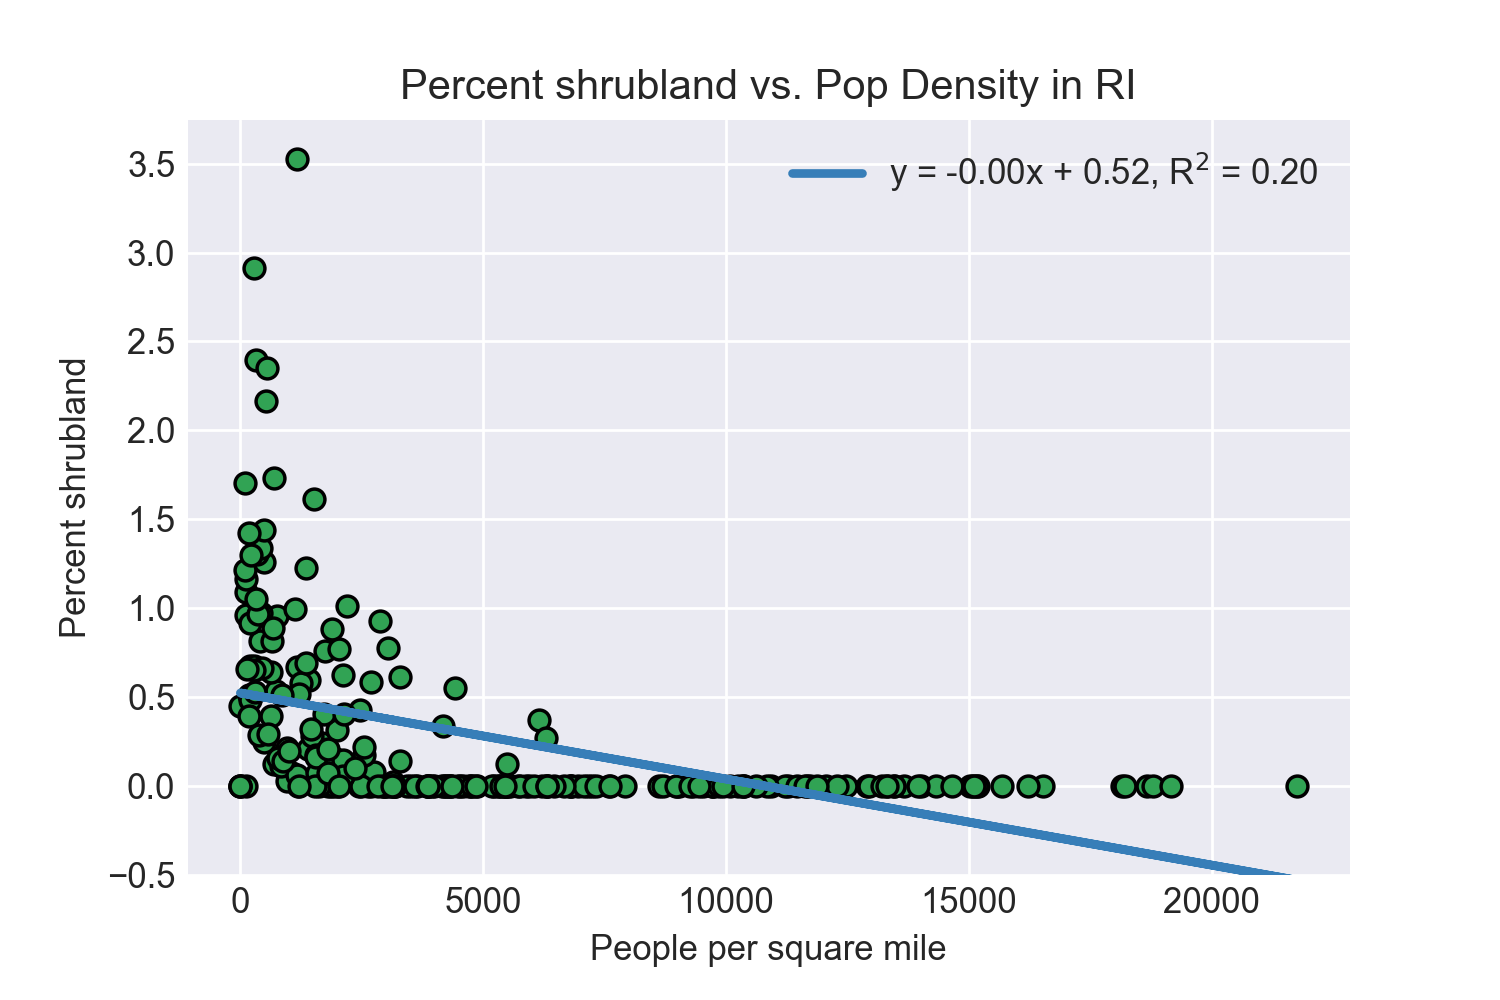 Percent shrubland vs. Pop Density in RI
y = -0.00x + 0.52, R² = 0.20
Percent shrubland
3.5
3.0
2.5
2.0
1.5
1.0
0.5
0.0
−0.5
0 5000 10000 15000 20000
People per square mile